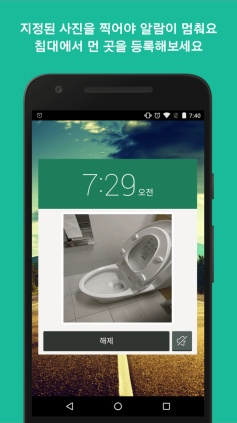 지정된 사진을 찍어야 알람이 멈춰요
침대에서 먼 곳을 등록해보세요
7:40
7:29 오전
해제